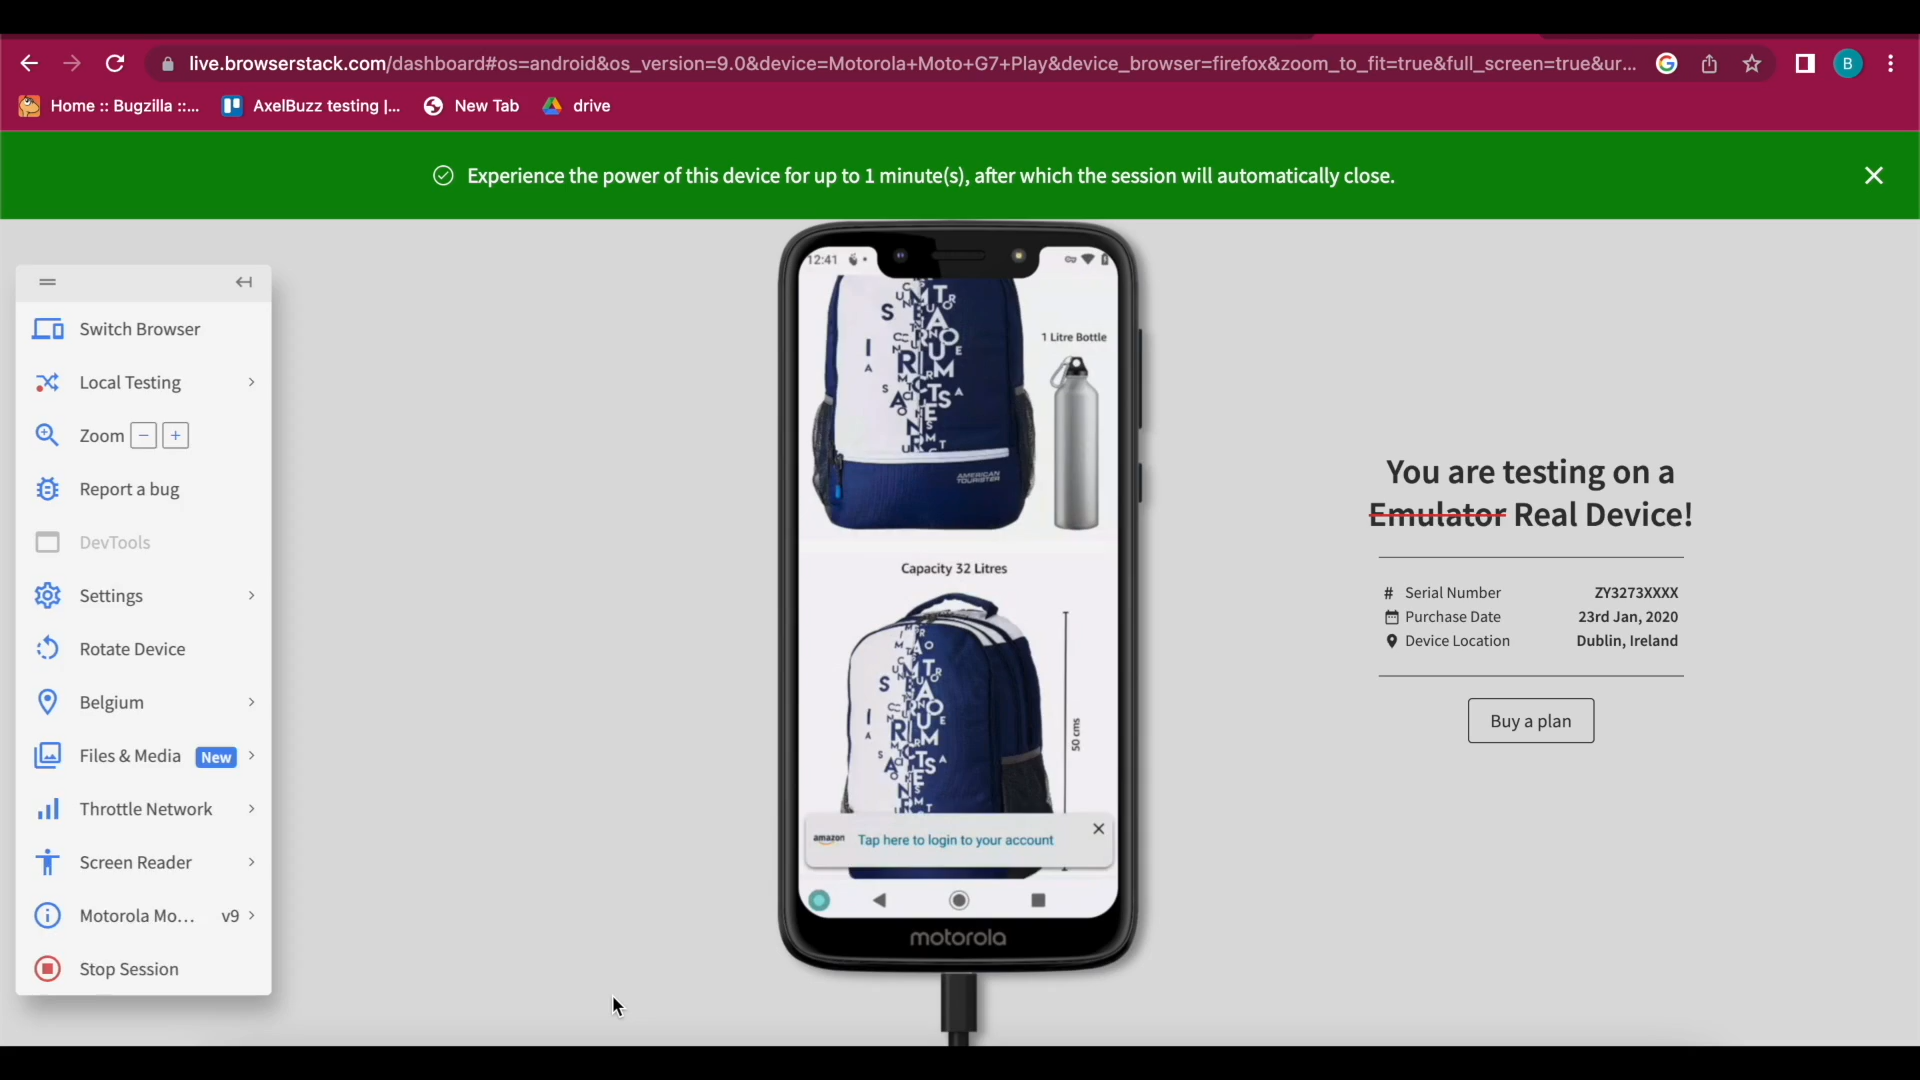 live.browserstack.com/dashboard#os=android&os_version=9.0&device=Motorola+Moto+G7+Play&device_browser=firefox&zoom_to_fit=true&full_screen=true&ur...
B
Home :: Bugzilla ::...
AxelBuzz testing |...
New Tab
drive
Experience the power of this device for up to 1 minute(s), after which the session will automatically close.
Switch Browser
Local Testing
Zoom
Report a bug
DevTools
Settings
Rotate Device
Belgium
Files & Media New
Throttle Network
Screen Reader
Motorola Mo... v9
Stop Session
12:41
1 Litre Bottle
AMERICAN
TOURISTER
Capacity 32 Litres
50 cms
amazon Tap here to login to your account
motorola
You are testing on a
Emulator Real Device!
# Serial Number ZY3273XXXX
Purchase Date 23rd Jan, 2020
Device Location Dublin, Ireland
Buy a plan